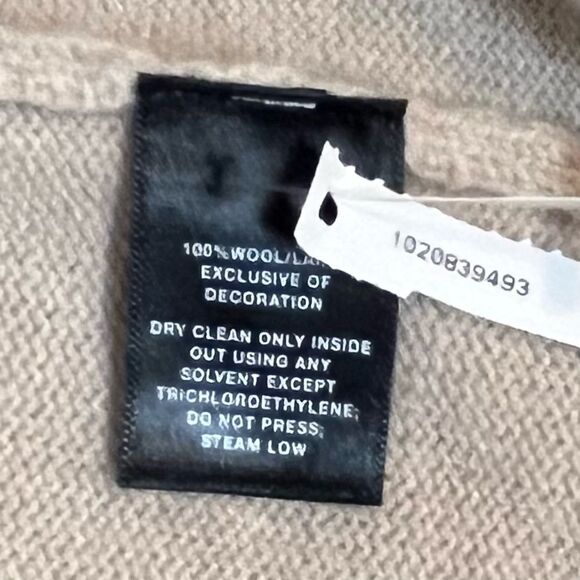 100% WOOL/
EXCLUSIVE OF
DECORATION
DRY CLEAN ONLY INSIDE
OUT USING ANY
SOLVENT EXCEPT
TRICHLOROETHYLENE;
DO NOT PRESS;
STEAM LOW
1020839493